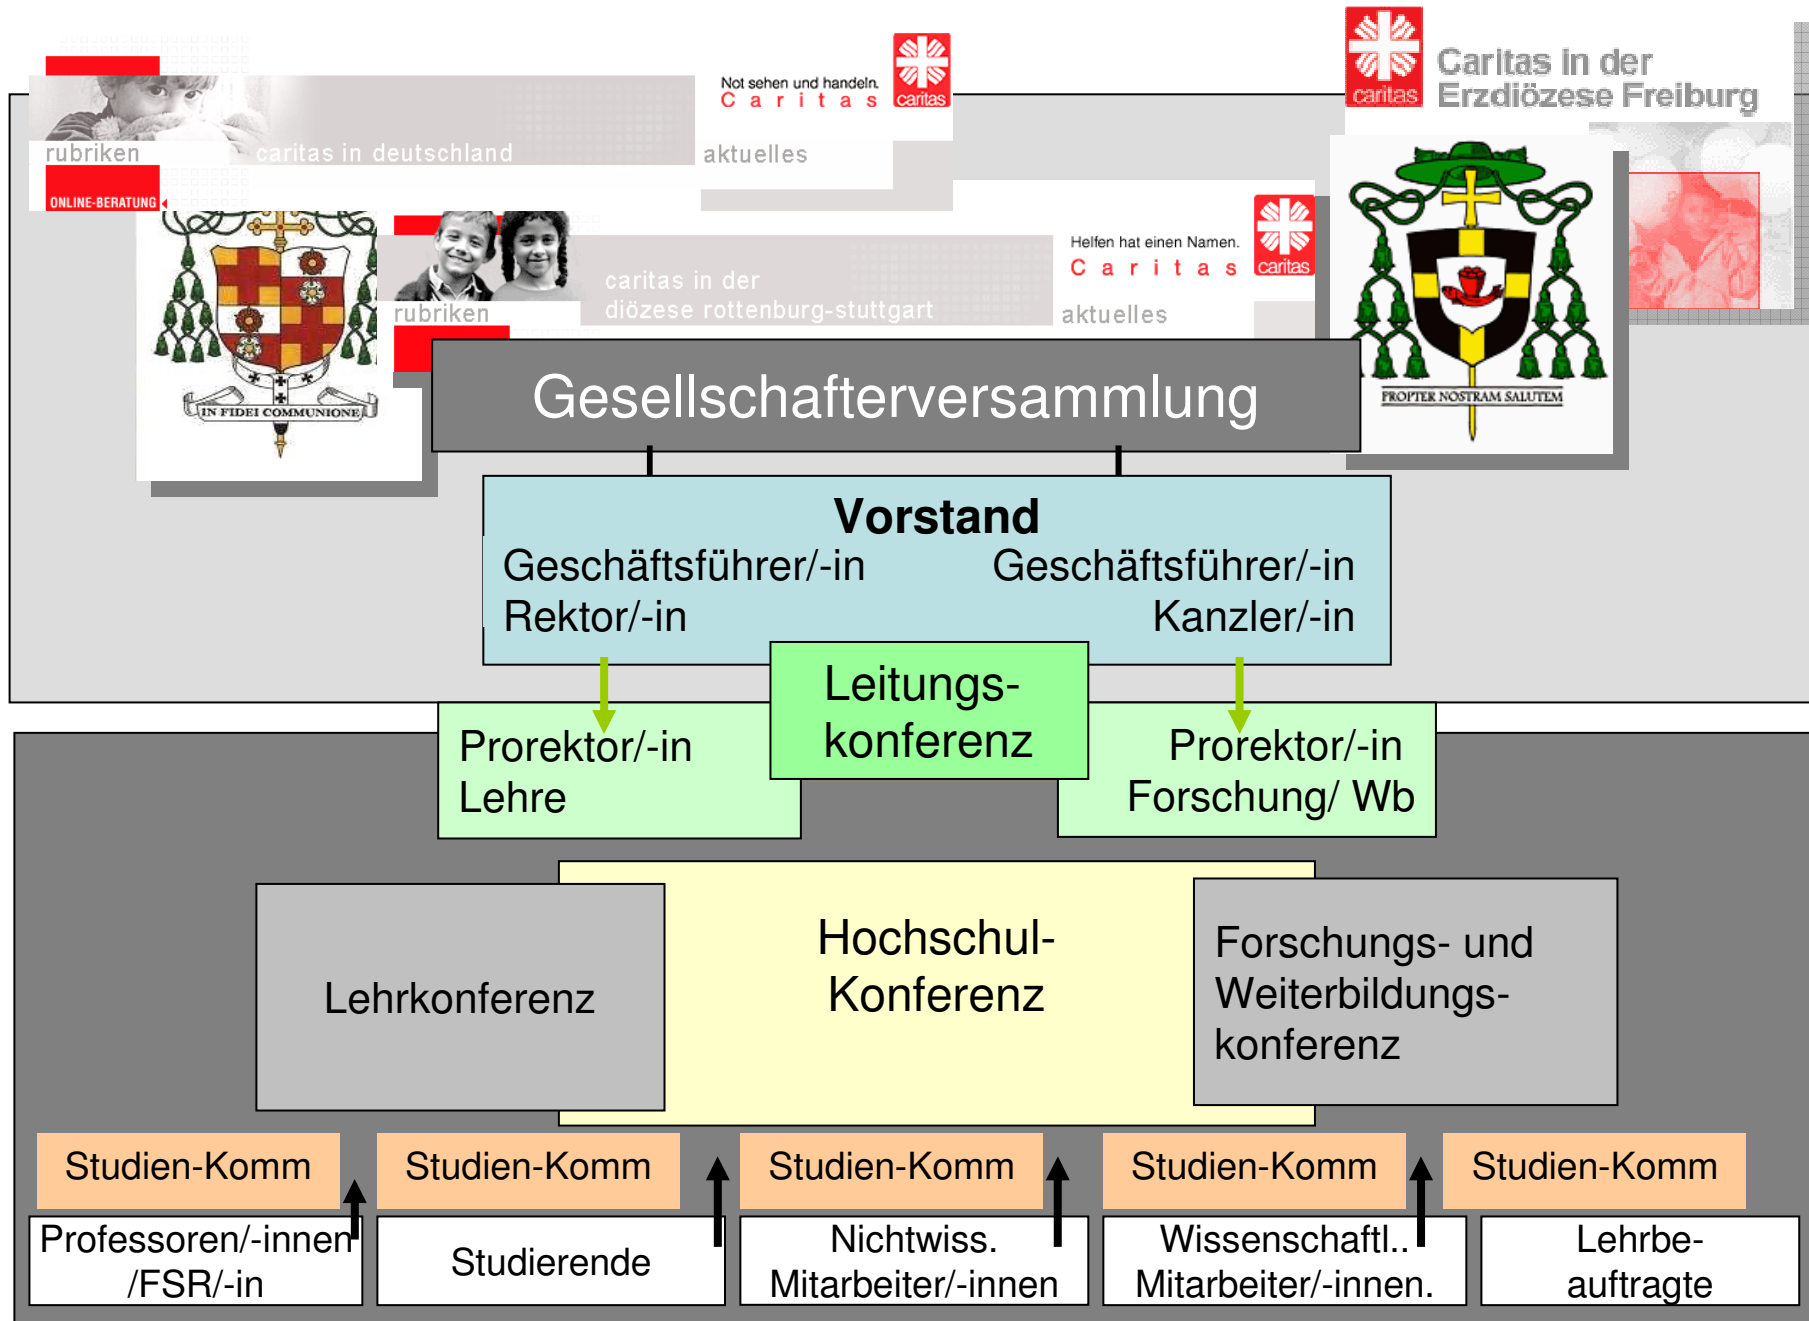 Not sehen und handeln.
Caritas
caritas
rubriken
caritas in deutschland
aktuelles
ONLINE-BERATUNG
caritas
Caritas in der
Erzdiözese Freiburg
Helfen hat einen Namen.
Caritas
caritas
rubriken
caritas in der
diözese rottenburg-stuttgart
aktuelles
IN FIDEI COMMUNIONE
PROPTER NOSTRAM SALUTEM
Gesellschafterversammlung
Vorstand
Geschäftsführer/-in
Rektor/-in
Geschäftsführer/-in
Kanzler/-in
Leitungs-
konferenz
Prorektor/-in
Lehre
Prorektor/-in
Forschung/ Wb
Lehrkonferenz
Hochschul-
Konferenz
Forschungs- und
Weiterbildungs-
konferenz
Studien-Komm
Studien-Komm
Studien-Komm
Studien-Komm
Studien-Komm
Professoren/-innen
/FSR/-in
Studierende
Nichtwiss.
Mitarbeiter/-innen
Wissenschaftl..
Mitarbeiter/-innen.
Lehrbe-
auftragte